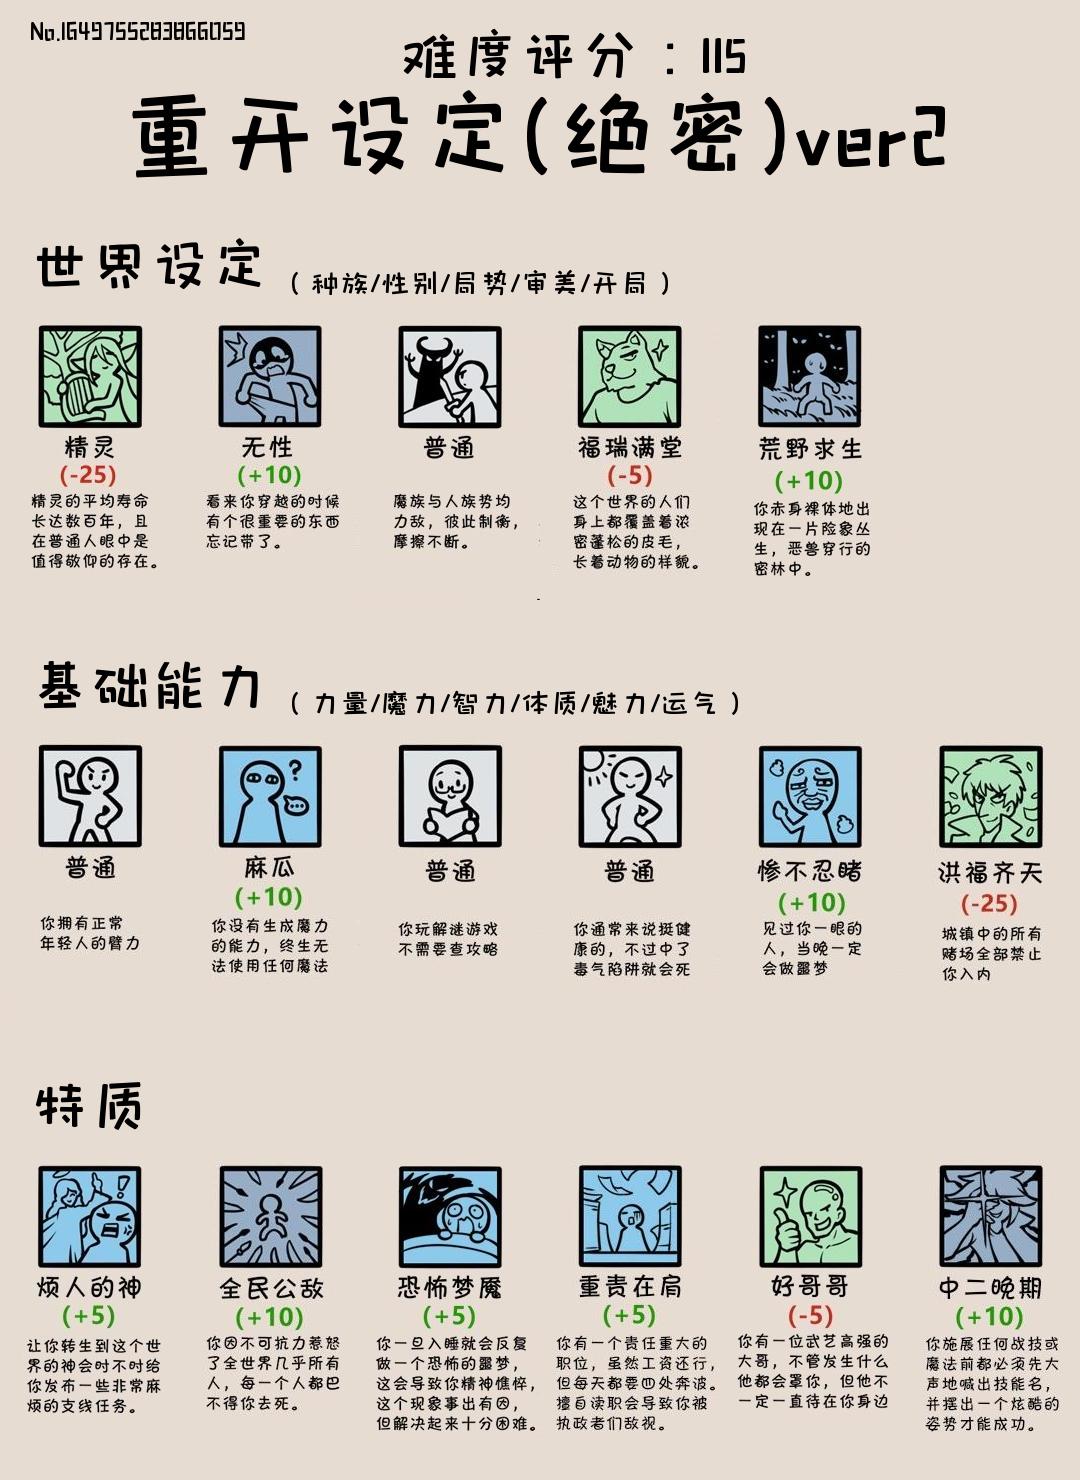 No.1649755283866059
难度评分：115
重开设定(绝密)ver2
世界设定（种族/性别/局势/审美/开局）
精灵
(-25)
精灵的平均寿命
长达数百年，且
在普通人眼中是
值得敬仰的存在。
无性
(+10)
看来你穿越的时候
有个很重要的东西
忘记带了。
普通
魔族与人族势均
力敌，彼此制衡，
摩擦不断。
福瑞满堂
(-5)
这个世界的人们
身上都覆盖着浓
密蓬松的皮毛，
长着动物的样貌。
荒野求生
(+10)
你赤身裸体地出
现在一片险象丛
生，恶兽穿行的
密林中。
基础能力（力量/魔力/智力/体质/魅力/运气）
普通
你拥有正常
年轻人的臂力
麻瓜
(+10)
你没有生成魔力
的能力，终生无
法使用任何魔法
普通
你玩解谜游戏
不需要查攻略
普通
你通常来说挺健
康的，不过中了
毒气陷阱就会死
惨不忍睹
(+10)
见过你一眼的
人，当晚一定
会做噩梦
洪福齐天
(-25)
城镇中的所有
赌场全部禁止
你入内
特质
烦人的神
(+5)
让你转生到这个世
界的神会时不时给
你发布一些非常麻
烦的支线任务。
全民公敌
(+10)
你因不可抗力惹怒
了全世界几乎所有
人，每一个人都巴
不得你去死。
恐怖梦魇
(+5)
你一旦入睡就会反复
做一个恐怖的噩梦，
这会导致你精神憔悴，
这个现象事出有因，
但解决起来十分困难。
重责在肩
(+5)
你有一个责任重大的
职位，虽然工资还行，
但每天都要四处奔波。
擅自渎职会导致你被
执政者们敌视。
好哥哥
(-5)
你有一位武艺高强的
大哥，不管发生什么
他都会罩你，但他不
一定一直待在你身边
中二晚期
(+10)
你施展任何战技或
魔法前都必须先大
声地喊出技能名，
并摆出一个炫酷的
姿势才能成功。